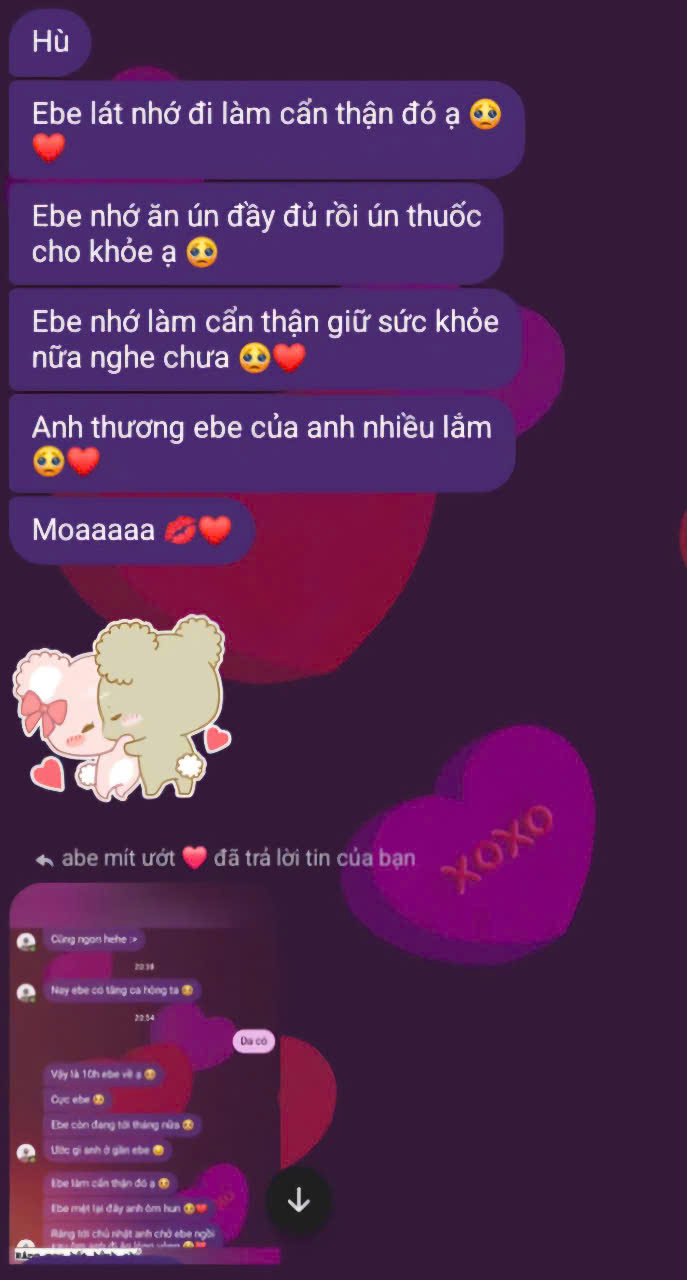 Hù
Ebe lát nhớ đi làm cẩn thận đó ạ 🥺
❤️
Ebe nhớ ăn ún đầy đủ rồi ún thuốc
cho khỏe ạ 🥺
Ebe nhớ làm cẩn thận giữ sức khỏe
nữa nghe chưa 🥺❤️
Anh thương ebe của anh nhiều lắm
🥺❤️
Moaaaaa 💋❤️
XOXO
abe mít ướt ❤️ đã trả lời tin của bạn
Cũng ngon hehe :>
20:38
Nay ebe có tăng ca hông ta 🥺
20:54
Dạ có
Vậy là 10h ebe về ạ 🥺
Cực ebe 🥺
Ebe còn đang tới tháng nữa 🥺
Ước gì anh ở gần ebe 🥺
Ebe làm cẩn thận đó ạ 🥺
Ebe mệt lại đây anh ôm hun 🥺❤️
Ráng tới chủ nhật anh chở ebe ngồi